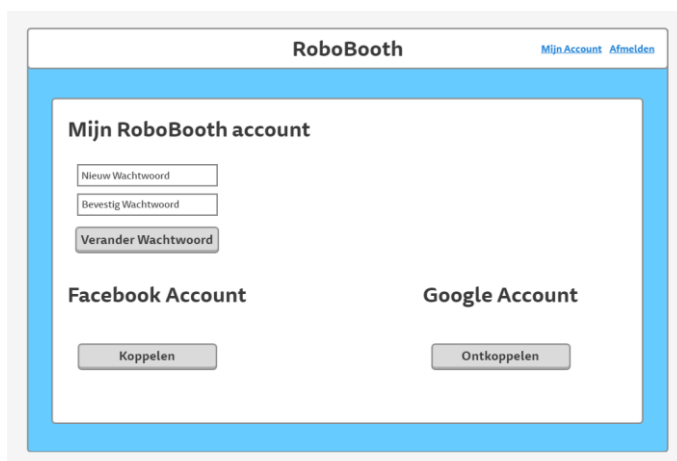 RoboBooth
Mijn Account Afmelden
Mijn RoboBooth account
Nieuw Wachtwoord
Bevestig Wachtwoord
Verander Wachtwoord
Facebook Account Google Account
Koppelen Ontkoppelen